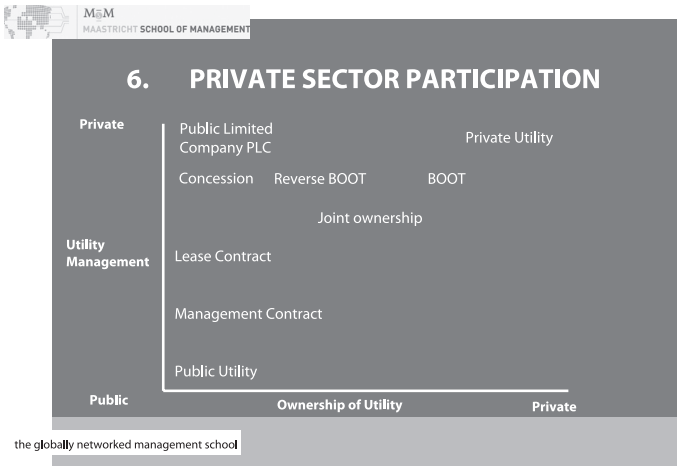 MSM
MAASTRICHT SCHOOL OF MANAGEMENT
6. PRIVATE SECTOR PARTICIPATION
Private
Public Limited
Company PLC
Private Utility
Concession Reverse BOOT BOOT
Joint ownership
Utility
Management
Lease Contract
Management Contract
Public Utility
Public
Ownership of Utility
Private
the globally networked management school